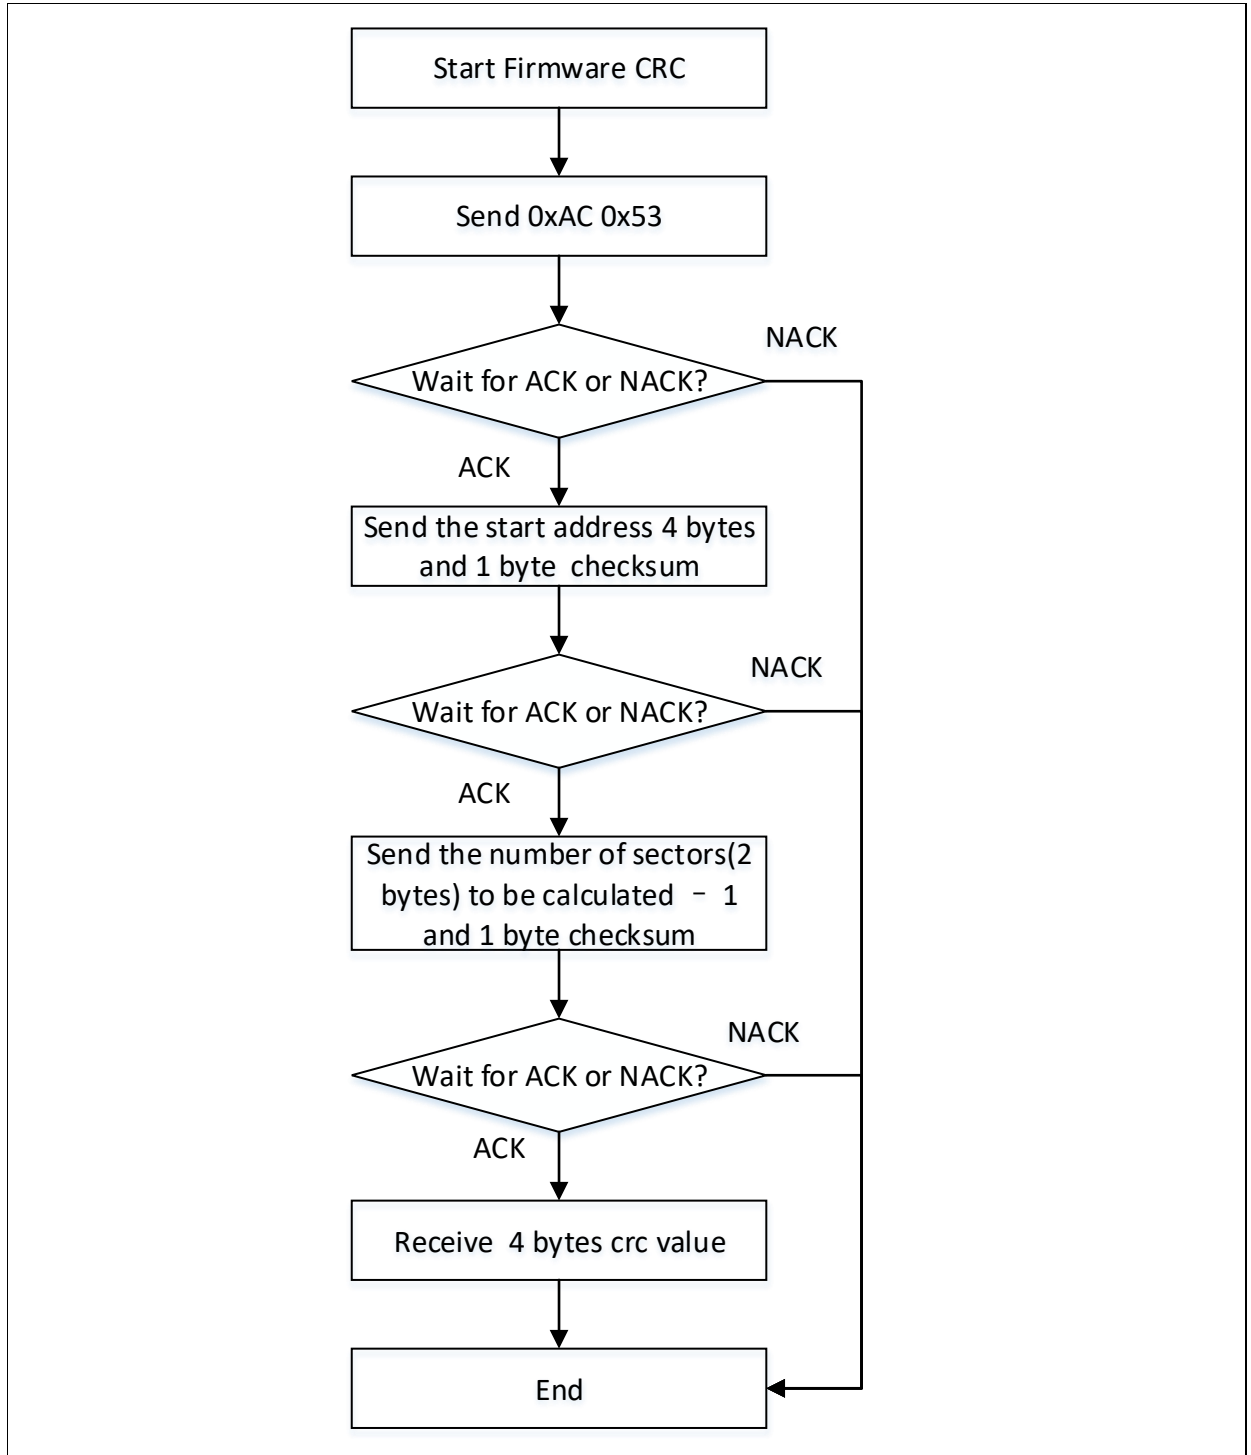 Start Firmware CRC
Send 0xAC 0x53
NACK
Wait for ACK or NACK?
ACK
Send the start address 4 bytes
and 1 byte  checksum
NACK
Wait for ACK or NACK?
ACK
Send the number of sectors(2
bytes) to be calculated － 1
and 1 byte checksum
NACK
Wait for ACK or NACK?
ACK
Receive  4 bytes crc value
End